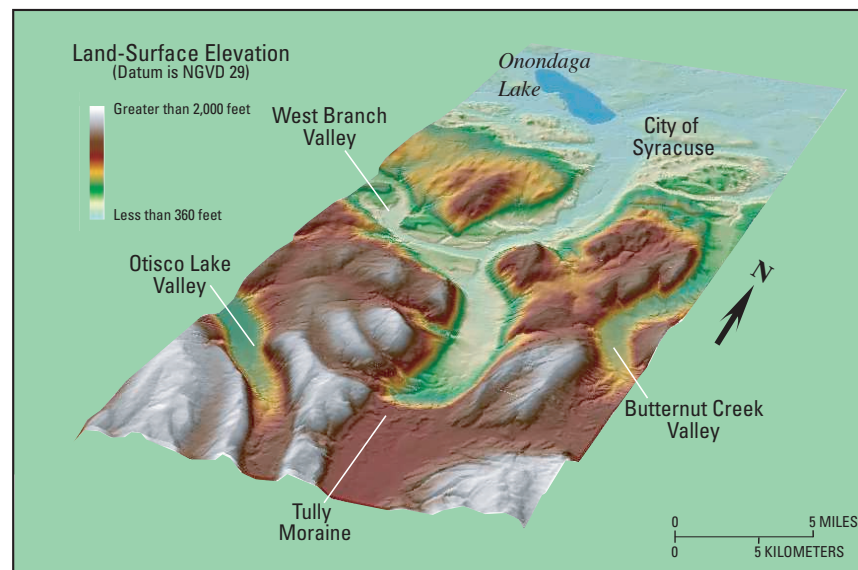 Land-Surface Elevation
(Datum is NGVD 29)
Greater than 2,000 feet
Less than 360 feet
Onondaga
Lake
West Branch
Valley
City of
Syracuse
Otisco Lake
Valley
N
Butternut Creek
Valley
Tully
Moraine
0 5 MILES
0 5 KILOMETERS